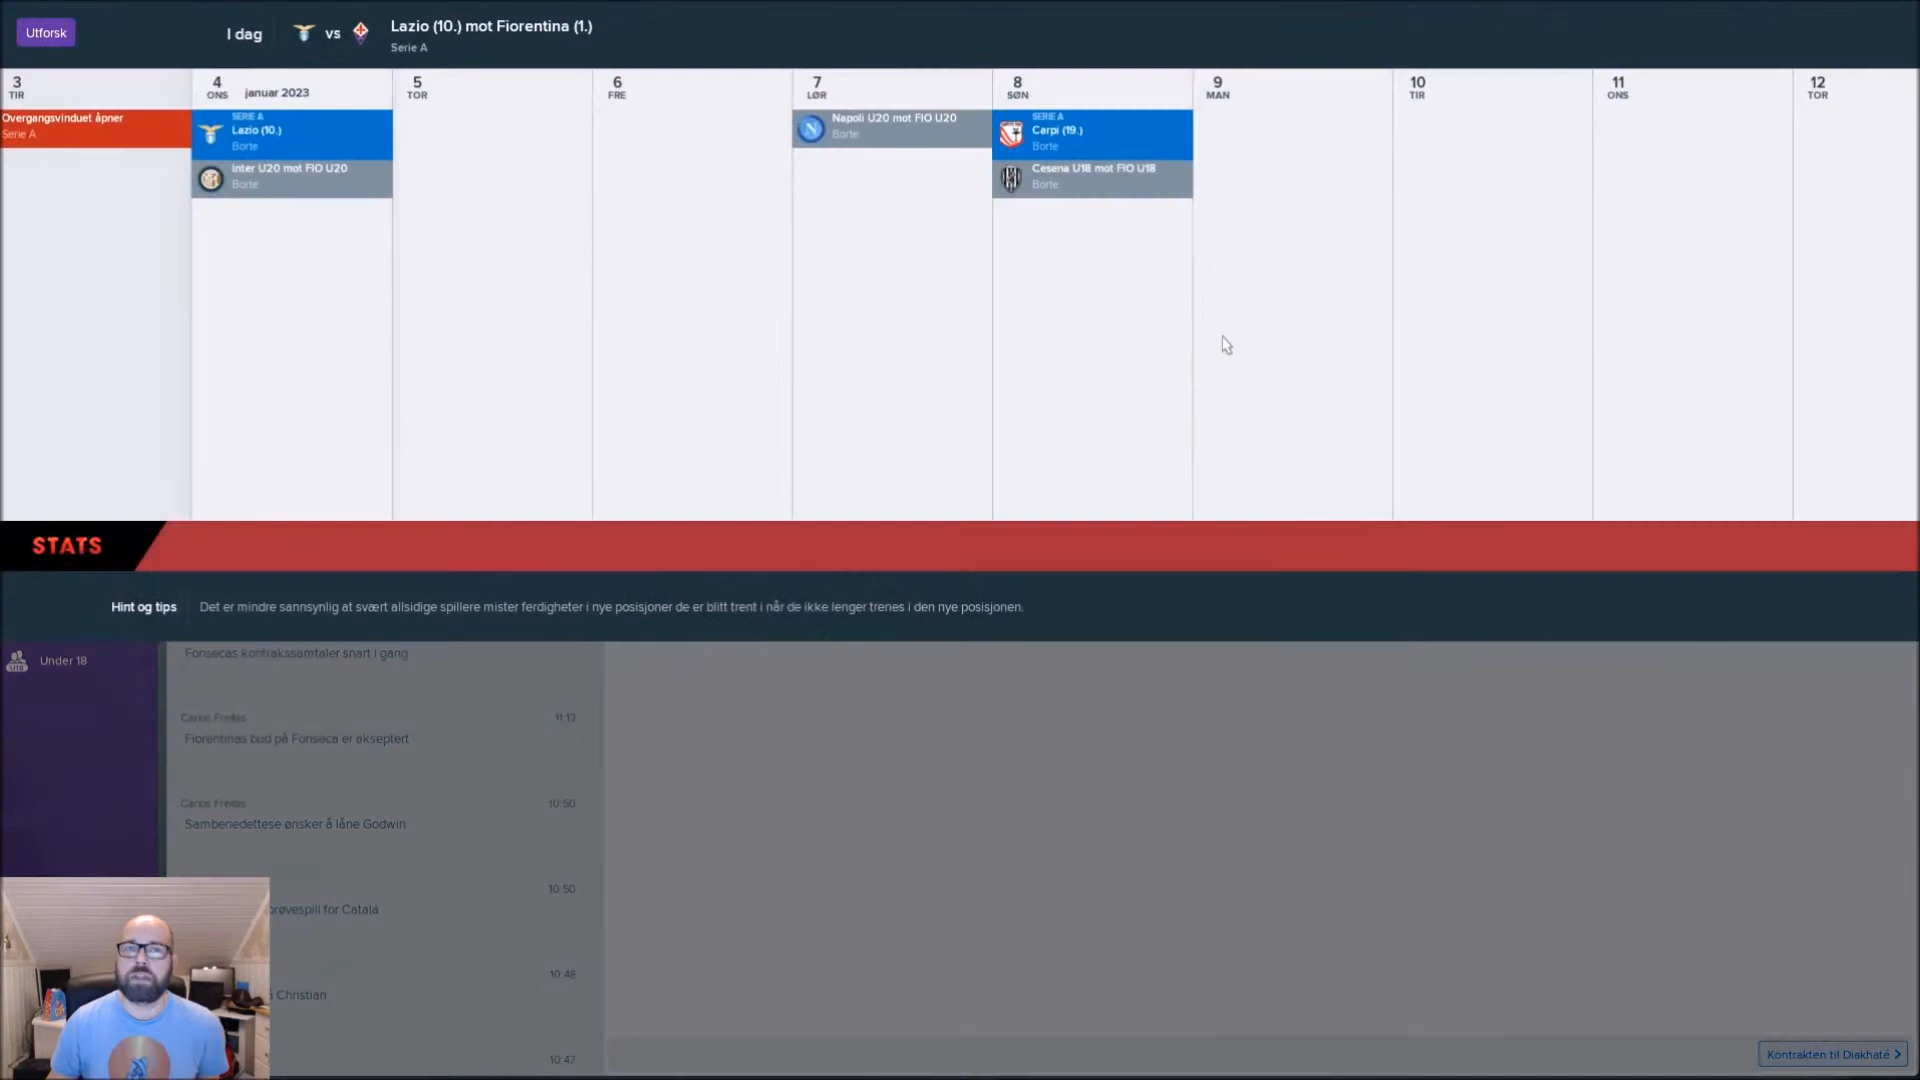 Utforsk
I dag
vs
Lazio (10.) mot Fiorentina (1.)
Serie A
3
TIR
4
ONS
januar 2023
5
TOR
6
FRE
7
LØR
8
SØN
9
MAN
10
TIR
11
ONS
12
TOR
Overgangsvinduet åpner
Serie A
SERIE A
Lazio (10.)
Borte
Inter U20 mot FIO U20
Borte
Napoli U20 mot FIO U20
Borte
SERIE A
Carpi (19.)
Borte
Cesena U18 mot FIO U18
Borte
STATS
Hint og tips
Det er mindre sannsynlig at svært allsidige spillere mister ferdigheter i nye posisjoner de er blitt trent i når de ikke lenger trenes i den nye posisjonen.
U18
Under 18
Fonsecas kontrakssamtaler snart i gang
Carlos Freitas
11:13
Fiorentinas bud på Fonseca er akseptert
Carlos Freitas
10:50
Sambenedettese ønsker å låne Godwin
10:50
prøvespill for Catalá
10:48
å Christian
10:47
Kontrakten til Diakhaté